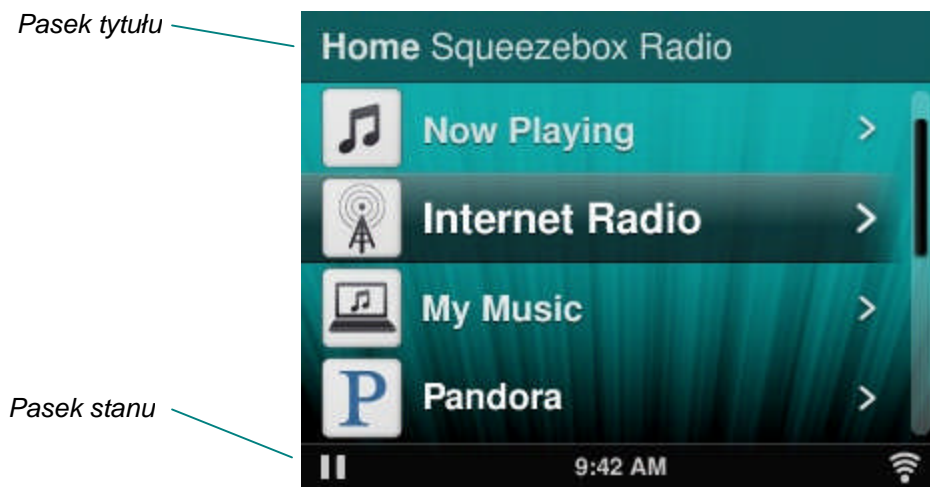 Pasek tytułu
Home Squeezebox Radio
Now Playing
Internet Radio
My Music
P Pandora
Pasek stanu
9:42 AM